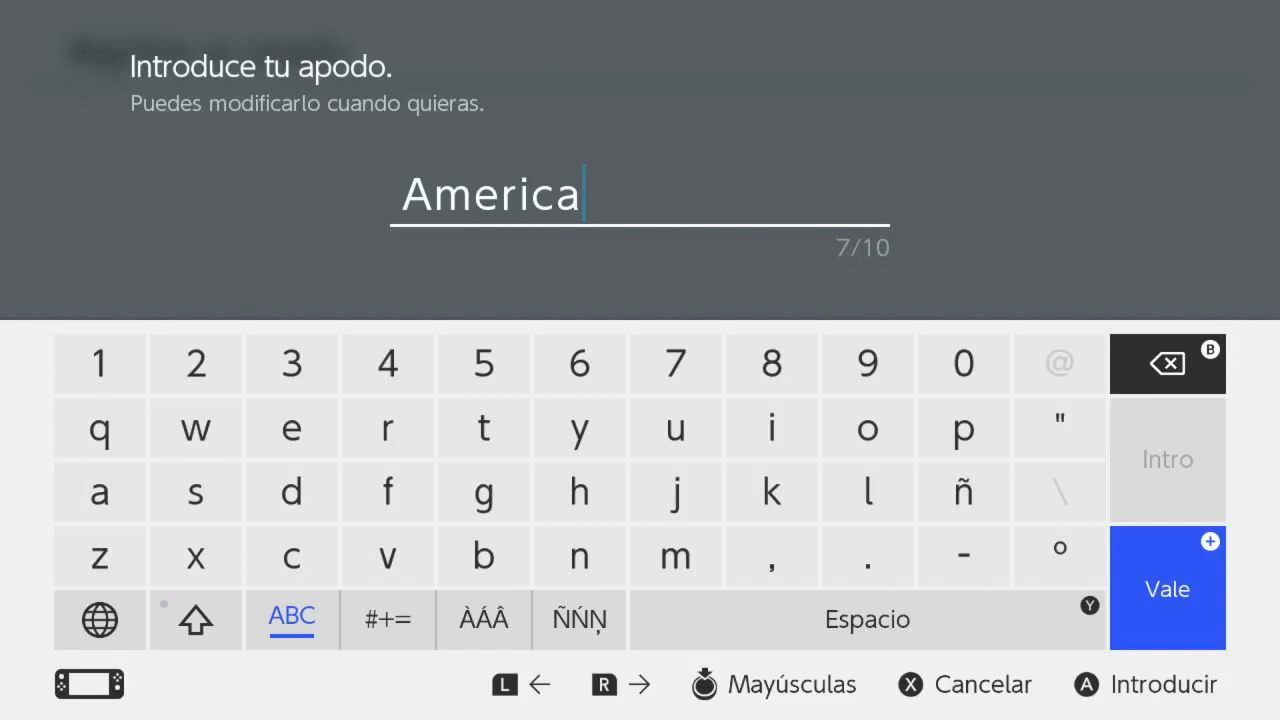 Introduce tu apodo.
Puedes modificarlo cuando quieras.
America
7/10
1 2 3 4 5 6 7 8 9 0 @ B
q w e r t y u i o p "
Intro
a s d f g h j k l ñ \
z x c v b n m , . - º +
Vale
ABC #+= ÀÁÂ ÑŃŅ Espacio Y
L ← R → Mayúsculas X Cancelar A Introducir